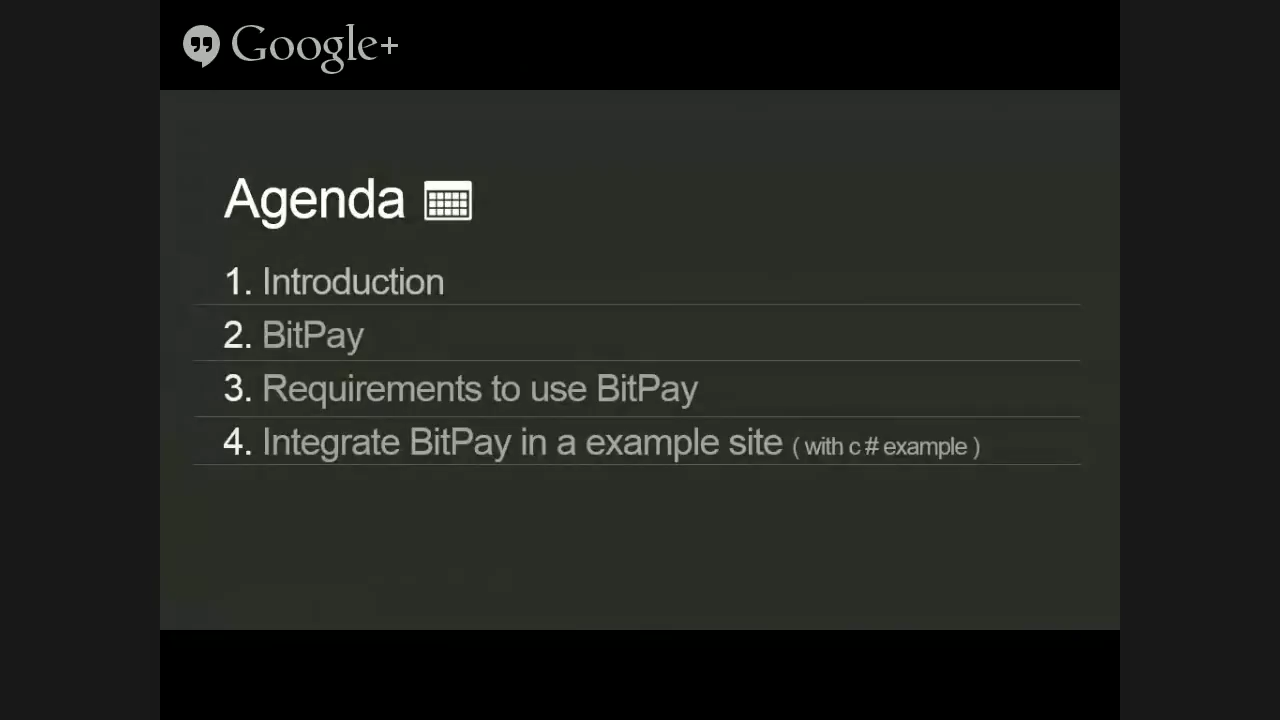 Google+
Agenda
1. Introduction
2. BitPay
3. Requirements to use BitPay
4. Integrate BitPay in a example site ( with c # example )